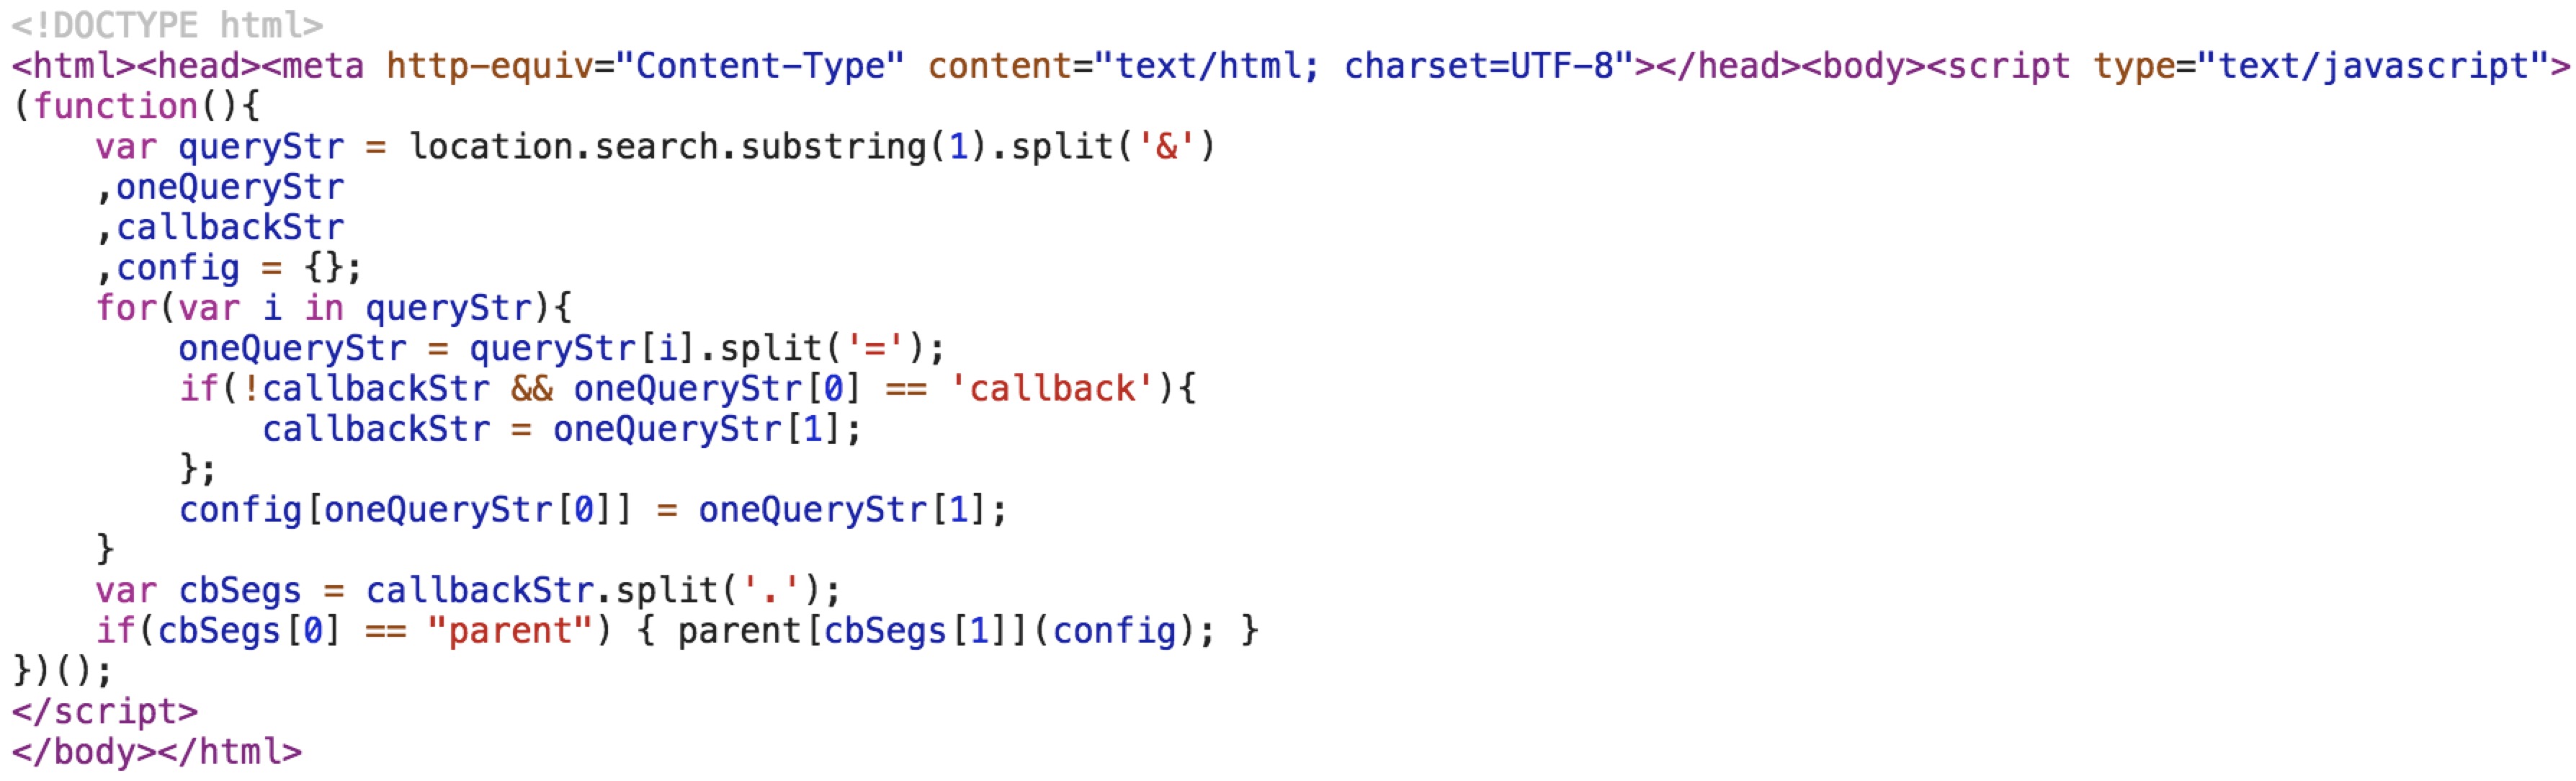 <!DOCTYPE html>
<html><head><meta http-equiv="Content-Type" content="text/html; charset=UTF-8"></head><body><script type="text/javascript">
(function(){
    var queryStr = location.search.substring(1).split('&')
    ,oneQueryStr
    ,callbackStr
    ,config = {};
    for(var i in queryStr){
        oneQueryStr = queryStr[i].split('=');
        if(!callbackStr && oneQueryStr[0] == 'callback'){
            callbackStr = oneQueryStr[1];
        };
        config[oneQueryStr[0]] = oneQueryStr[1];
    }
    var cbSegs = callbackStr.split('.');
    if(cbSegs[0] == "parent") { parent[cbSegs[1]](config); }
})();
</script>
</body></html>